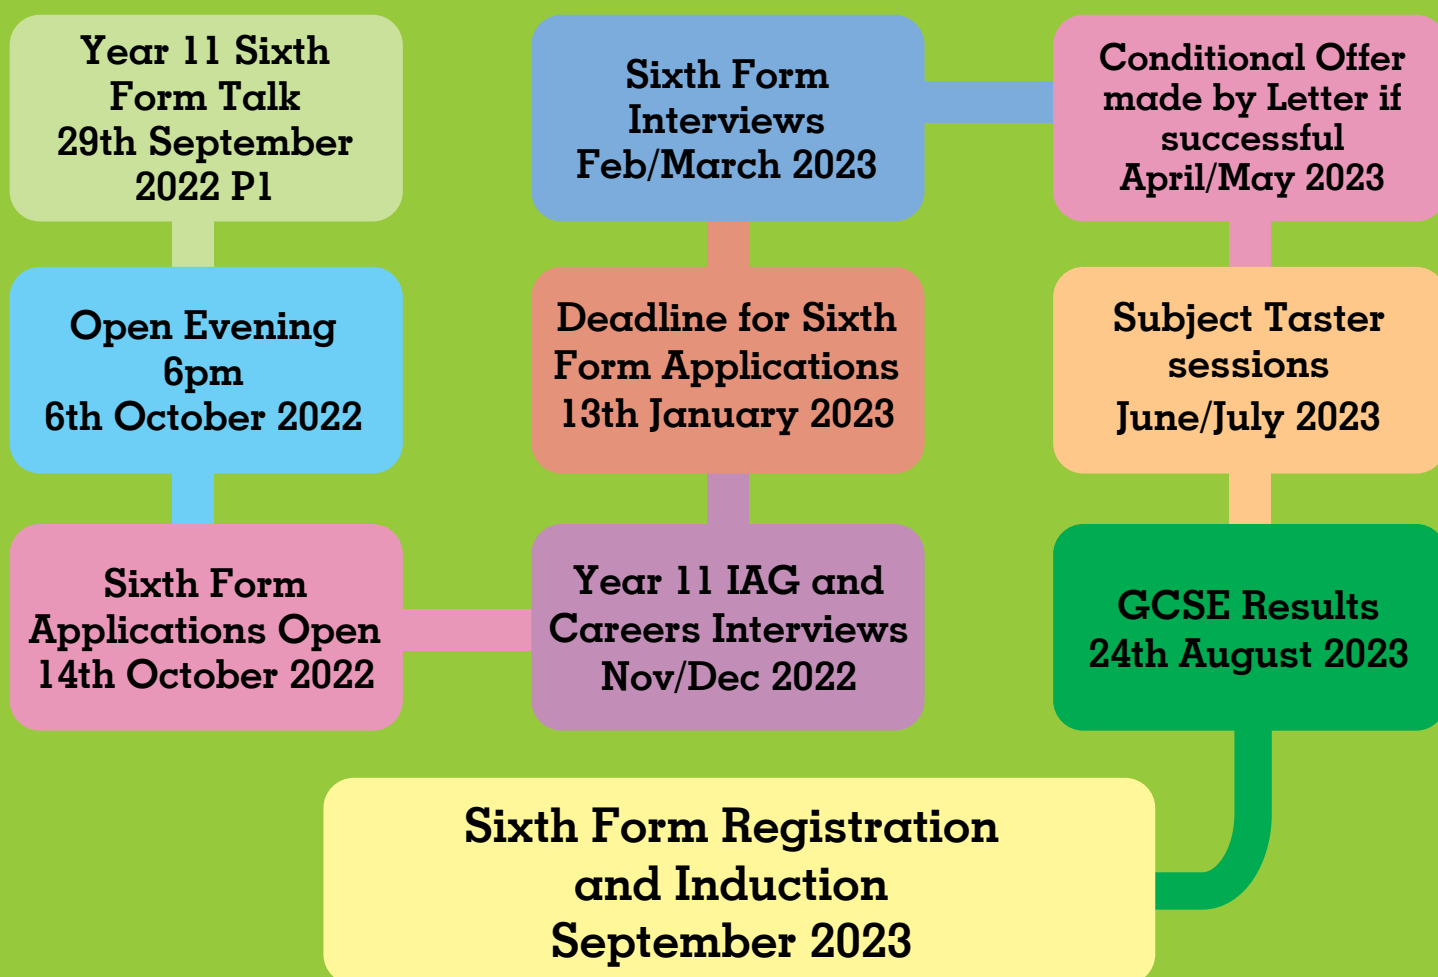 Year 11 Sixth
Form Talk
29th September
2022 P1
Open Evening
6pm
6th October 2022
Sixth Form
Applications Open
14th October 2022
Year 11 IAG and
Careers Interviews
Nov/Dec 2022
Deadline for Sixth
Form Applications
13th January 2023
Sixth Form
Interviews
Feb/March 2023
Conditional Offer
made by Letter if
successful
April/May 2023
Subject Taster
sessions
June/July 2023
GCSE Results
24th August 2023
Sixth Form Registration
and Induction
September 2023